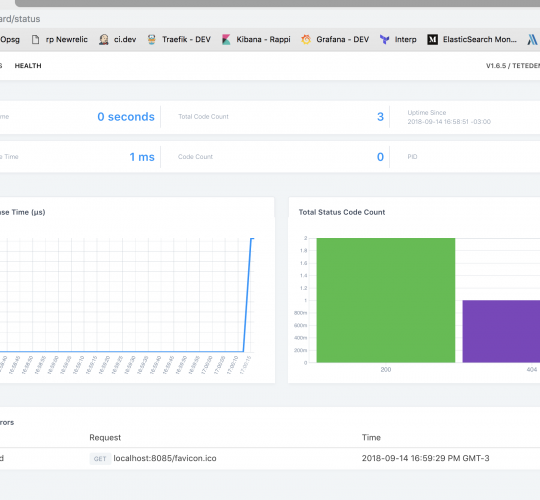 ard/status
Opsg rp Newrelic ci.dev Traefik - DEV Kibana - Rappi Grafana - DEV Interp ElasticSearch Mon...
S HEALTH V1.6.5 / TETEDEN
me 0 seconds Total Code Count 3 Uptime Since
2018-09-14 16:58:51 -03:00
e Time 1 ms Code Count 0 PID
nse Time (µs) Total Status Code Count
2
1.8
1.6
1.4
1.2
1
800m
600m
400m
200m
0
16:58:40 16:58:45 16:58:50 16:58:55 16:59:00 16:59:05 16:59:10 16:59:15 16:59:20 16:59:25 16:59:30 16:59:35 16:59:40 16:59:45 16:59:50 16:59:55 17:00:00 17:00:05 17:00:10 17:00:15
200 404
rors
Request Time
d GET localhost:8085/favicon.ico 2018-09-14 16:59:29 PM GMT-3